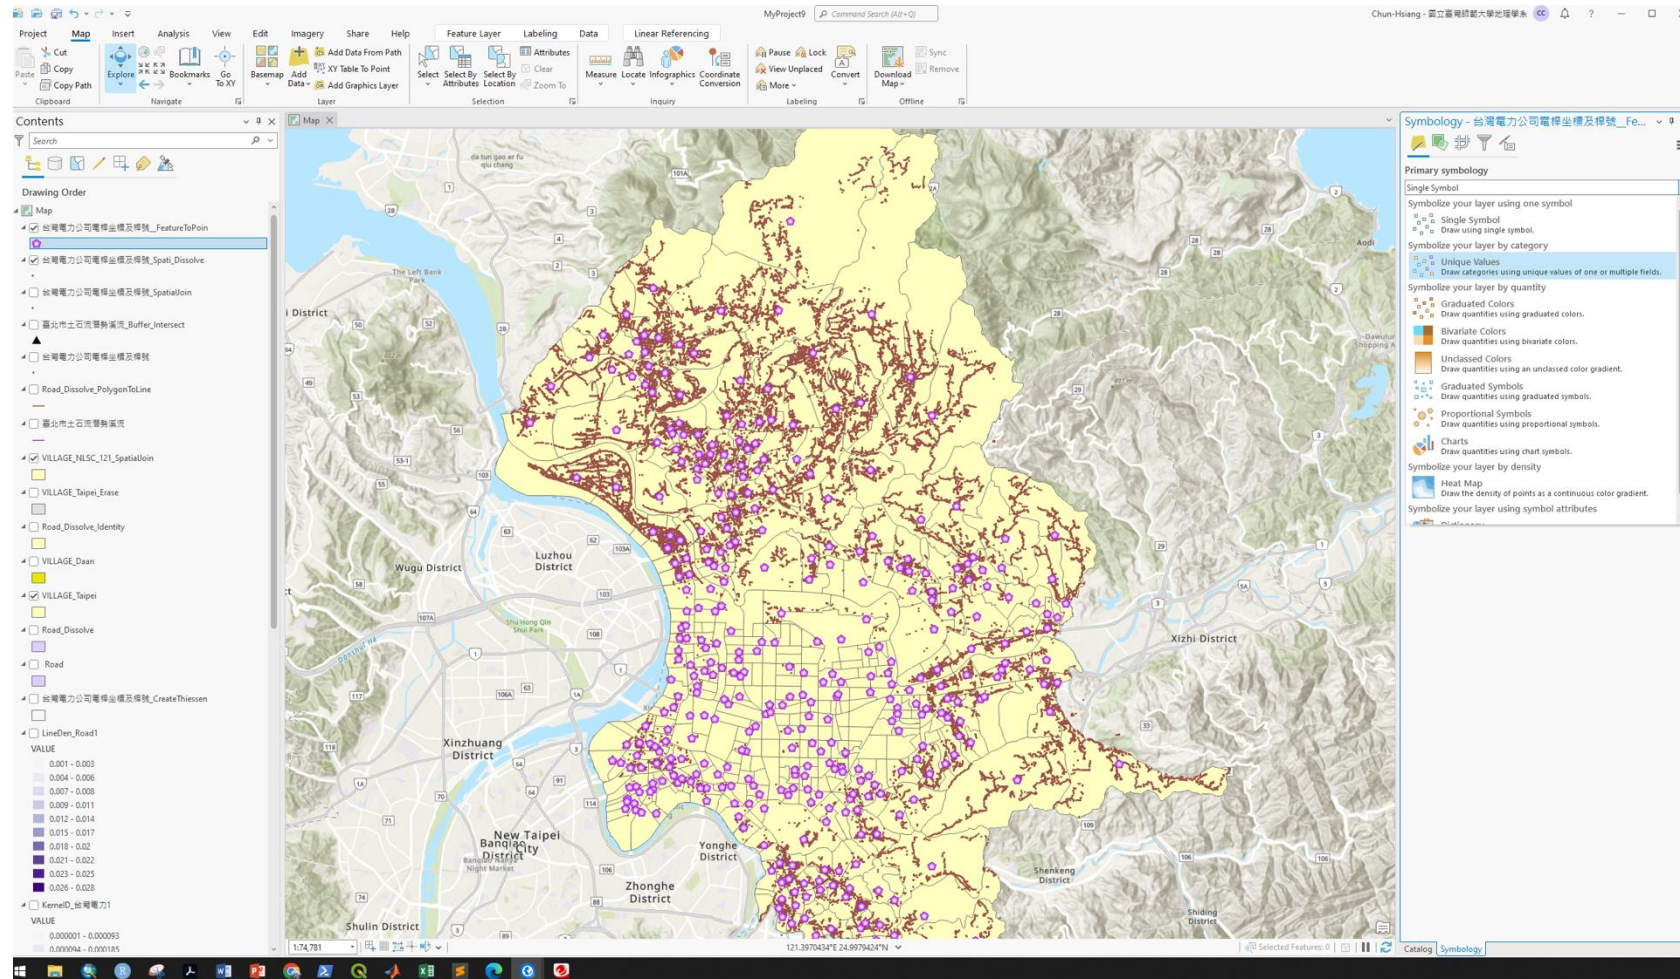 MyProject9
Command Search (Alt+Q)
Chun-Hsiang - 國立臺灣師範大學地理學系
CC
?
Project Map Insert Analysis View Edit Imagery Share Help Feature Layer Labeling Data Linear Referencing
Paste
Cut
Copy
Copy Path
Clipboard
Explore
Bookmarks
Go To XY
Navigate
Basemap
Add Data
Add Data From Path
XY Table To Point
Add Graphics Layer
Layer
Select
Select By Attributes
Select By Location
Attributes
Clear
Zoom To
Selection
Measure
Locate
Infographics
Coordinate Conversion
Inquiry
Pause
Lock
View Unplaced
More
Convert
Labeling
Download Map
Sync
Remove
Offline
Contents
Search
Drawing Order
Map
台灣電力公司電桿坐標及桿號__FeatureToPoin
台灣電力公司電桿坐標及桿號_Spati_Dissolve
台灣電力公司電桿坐標及桿號_SpatialJoin
臺北市土石流潛勢溪流_Buffer_Intersect
台灣電力公司電桿坐標及桿號
Road_Dissolve_PolygonToLine
臺北市土石流潛勢溪流
VILLAGE_NLSC_121_SpatialJoin
VILLAGE_Taipei_Erase
Road_Dissolve_Identity
VILLAGE_Daan
VILLAGE_Taipei
Road_Dissolve
Road
台灣電力公司電桿坐標及桿號_CreateThiessen
LineDen_Road1
VALUE
0.001 - 0.003
0.004 - 0.006
0.007 - 0.008
0.009 - 0.011
0.012 - 0.014
0.015 - 0.017
0.018 - 0.02
0.021 - 0.022
0.023 - 0.025
0.026 - 0.028
KernelD_台灣電力1
VALUE
0.000001 - 0.000093
0.000094 - 0.000185
Map
da tun gao er fu
qiu chang
101A
The Left Bank
Park
i District
Aodi
Wugu District
Luzhou
District
Shu Hong Qin
Shui Park
Danshui Hé
Xizhi District
Xinzhuang
District
New Taipei
City
Banqiao
District
Banqiao Nanya
Night Market
Yonghe
District
Zhonghe
District
Shulin District
Shenkeng
District
Shiding
District
1:74,781
121.3970434°E 24.9979424°N
Selected Features: 0
Symbology - 台灣電力公司電桿坐標及桿號__Fe...
Primary symbology
Single Symbol
Symbolize your layer using one symbol
Single Symbol
Draw using single symbol.
Symbolize your layer by category
Unique Values
Draw categories using unique values of one or multiple fields.
Symbolize your layer by quantity
Graduated Colors
Draw quantities using graduated colors.
Bivariate Colors
Draw quantities using bivariate colors.
Unclassed Colors
Draw quantities using an unclassed color gradient.
Graduated Symbols
Draw quantities using graduated symbols.
Proportional Symbols
Draw quantities using proportional symbols.
Charts
Draw quantities using chart symbols.
Symbolize your layer by density
Heat Map
Draw the density of points as a continuous color gradient.
Symbolize your layer using symbol attributes
Dictionary
Catalog Symbology